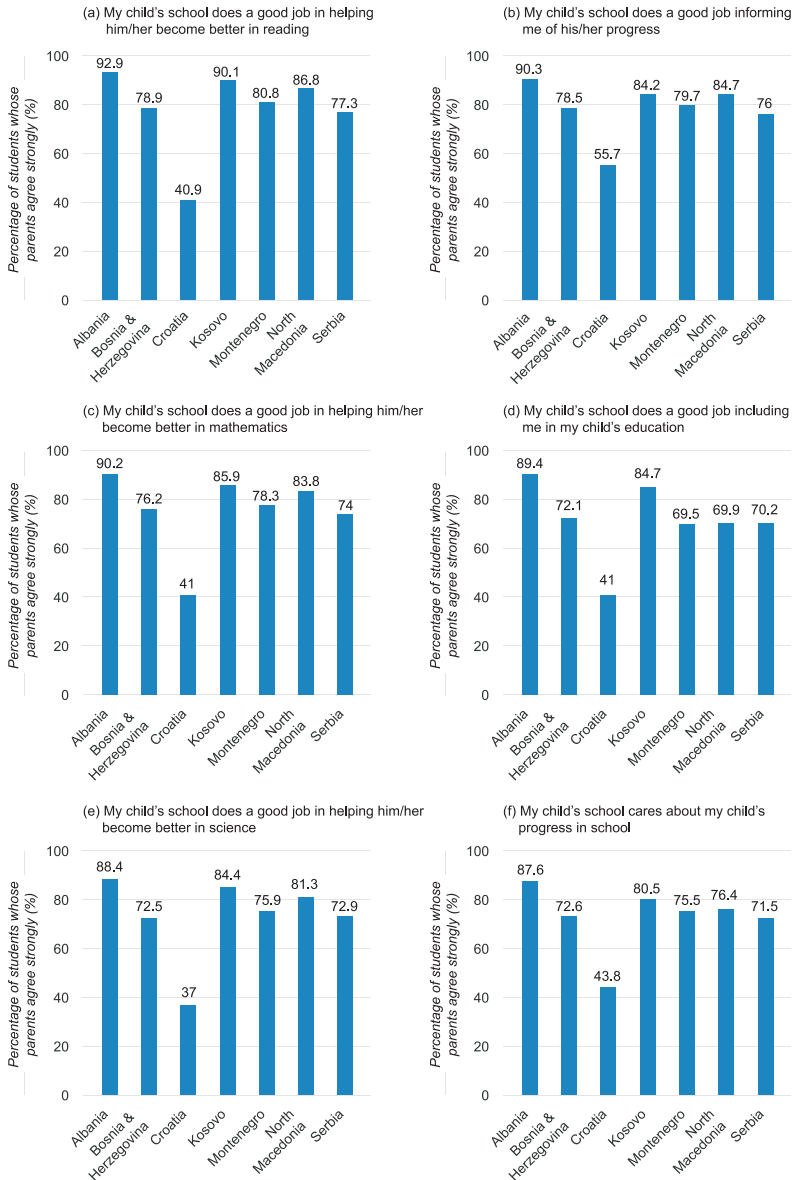 (a) My child’s school does a good job in helping
him/her become better in reading
Percentage of students whose
parents agree strongly (%)
100
80
60
40
20
0
92.9
78.9
40.9
90.1
80.8
86.8
77.3
Albania
Bosnia &
Herzegovina
Croatia
Kosovo
Montenegro
North
Macedonia
Serbia
(b) My child’s school does a good job informing
me of his/her progress
Percentage of students whose
parents agree strongly (%)
100
80
60
40
20
0
90.3
78.5
55.7
84.2
79.7
84.7
76
Albania
Bosnia &
Herzegovina
Croatia
Kosovo
Montenegro
North
Macedonia
Serbia
(c) My child’s school does a good job in helping him/her
become better in mathematics
Percentage of students whose
parents agree strongly (%)
100
80
60
40
20
0
90.2
76.2
41
85.9
78.3
83.8
74
Albania
Bosnia &
Herzegovina
Croatia
Kosovo
Montenegro
North
Macedonia
Serbia
(d) My child’s school does a good job including
me in my child’s education
Percentage of students whose
parents agree strongly (%)
100
80
60
40
20
0
89.4
72.1
41
84.7
69.5
69.9
70.2
Albania
Bosnia &
Herzegovina
Croatia
Kosovo
Montenegro
North
Macedonia
Serbia
(e) My child’s school does a good job in helping him/her
become better in science
Percentage of students whose
parents agree strongly (%)
100
80
60
40
20
0
88.4
72.5
37
84.4
75.9
81.3
72.9
Albania
Bosnia &
Herzegovina
Croatia
Kosovo
Montenegro
North
Macedonia
Serbia
(f) My child’s school cares about my child’s
progress in school
Percentage of students whose
parents agree strongly (%)
100
80
60
40
20
0
87.6
72.6
43.8
80.5
75.5
76.4
71.5
Albania
Bosnia &
Herzegovina
Croatia
Kosovo
Montenegro
North
Macedonia
Serbia